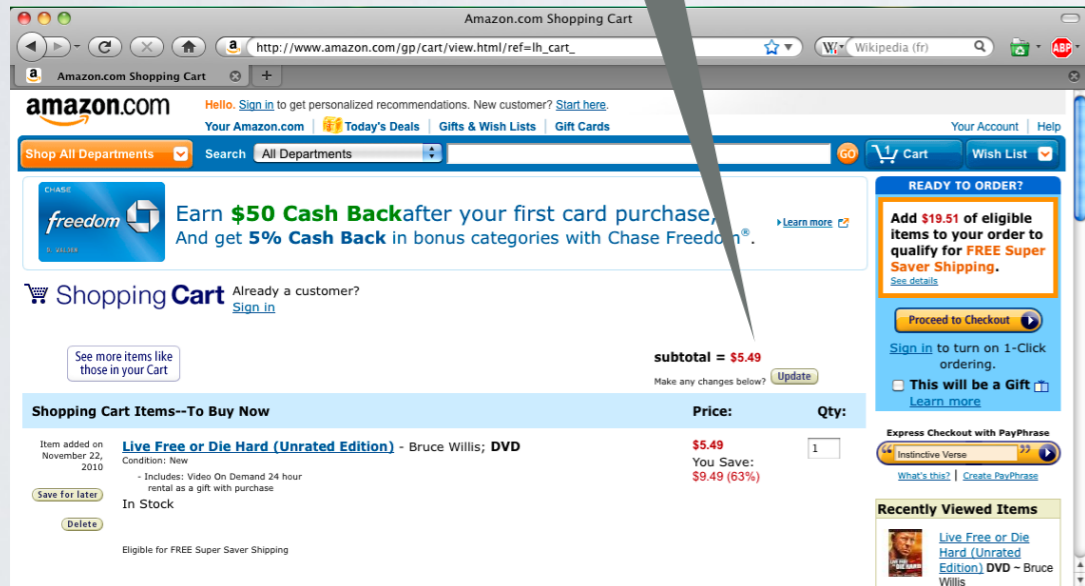 Amazon.com Shopping Cart
a http://www.amazon.com/gp/cart/view.html/ref=lh_cart_
W Wikipedia (fr)
ABP
a Amazon.com Shopping Cart
+
amazon.com
Hello. Sign in to get personalized recommendations. New customer? Start here.
Your Amazon.com | Today's Deals | Gifts & Wish Lists | Gift Cards
Your Account | Help
Shop All Departments
Search All Departments
GO
1 Cart
Wish List
CHASE
freedom
Earn $50 Cash Backafter your first card purchase,
And get 5% Cash Back in bonus categories with Chase Freedom®.
Learn more
Shopping Cart
Already a customer?
Sign in
See more items like
those in your Cart
subtotal = $5.49
Make any changes below? Update
Shopping Cart Items--To Buy Now
Price:
Qty:
Item added on
November 22,
2010
Save for later
Delete
Live Free or Die Hard (Unrated Edition) - Bruce Willis; DVD
Condition: New
- Includes: Video On Demand 24 hour
rental as a gift with purchase
In Stock
Eligible for FREE Super Saver Shipping
$5.49
You Save:
$9.49 (63%)
1
READY TO ORDER?
Add $19.51 of eligible
items to your order to
qualify for FREE Super
Saver Shipping.
See details
Proceed to Checkout
Sign in to turn on 1-Click
ordering.
This will be a Gift
Learn more
Express Checkout with PayPhrase
Instinctive Verse
What's this? | Create PayPhrase
Recently Viewed Items
Live Free or Die
Hard (Unrated
Edition) DVD ~ Bruce
Willis